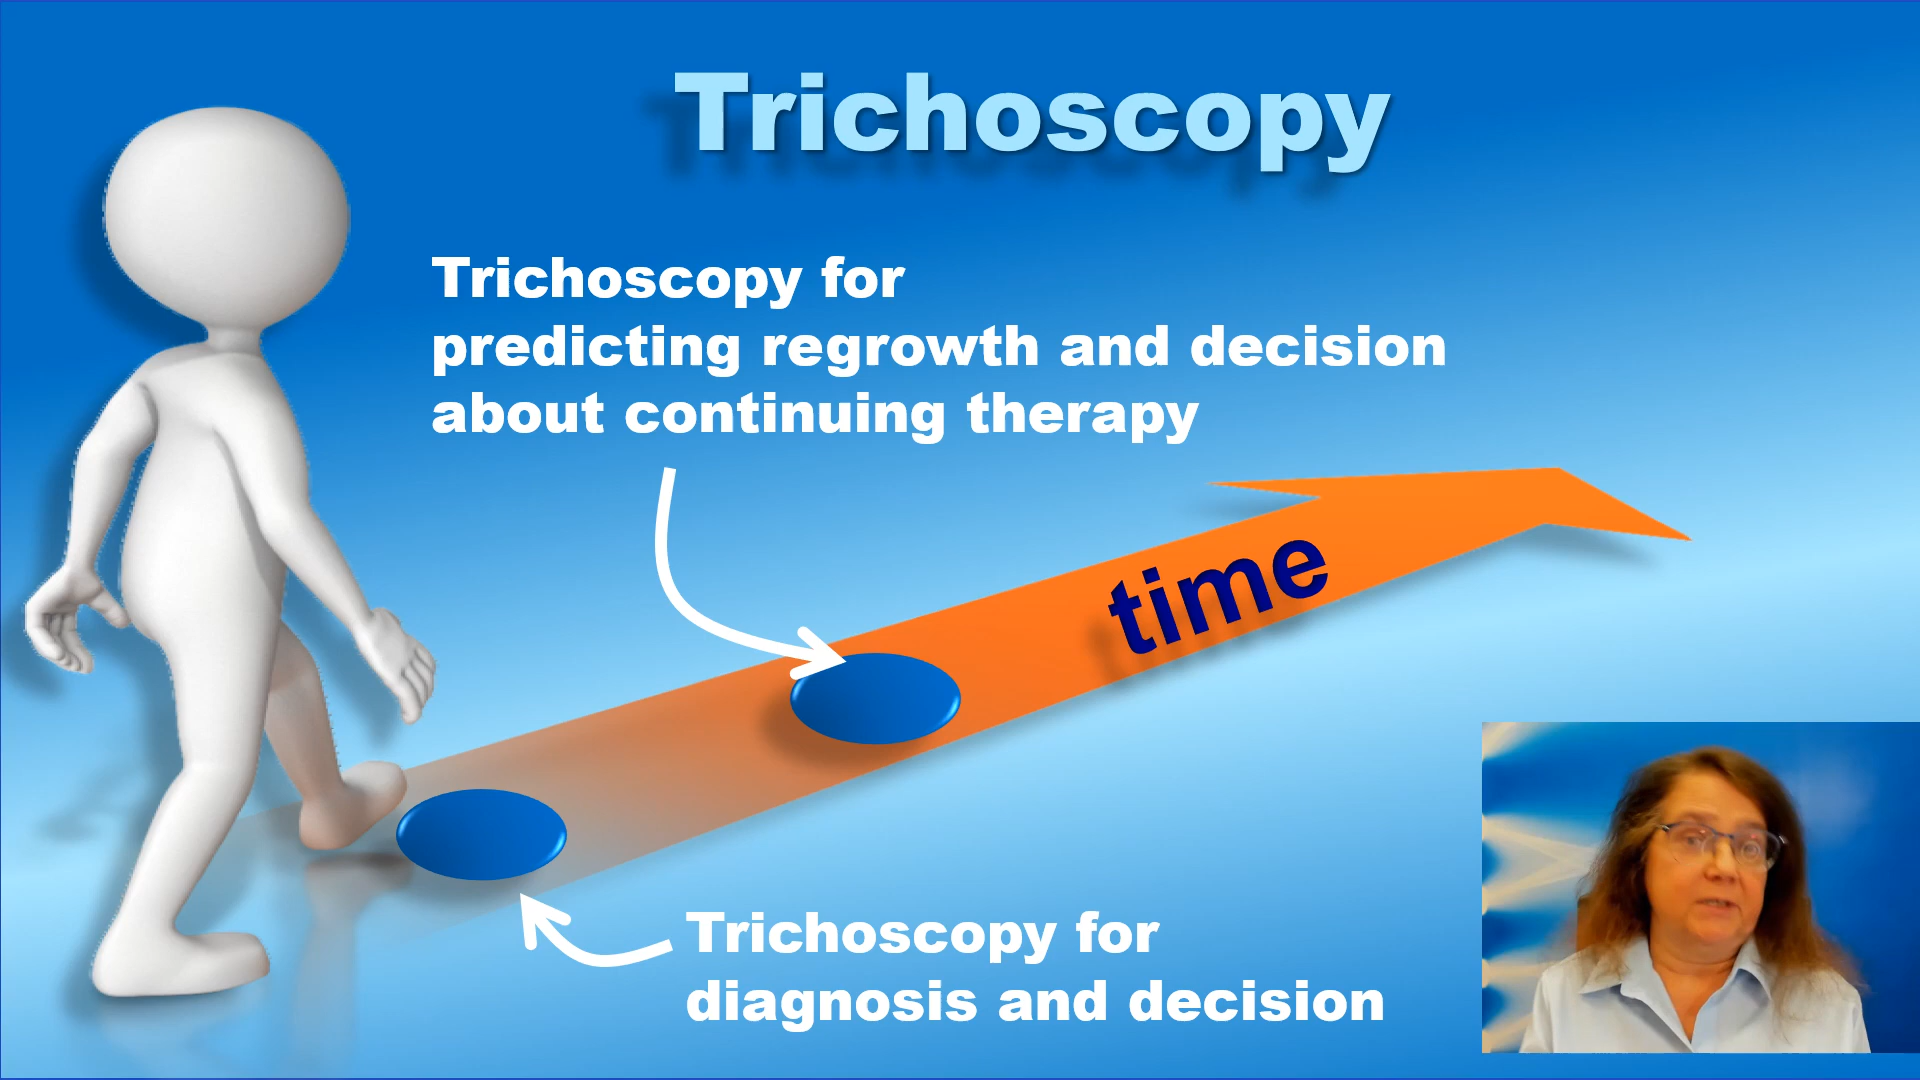 Trichoscopy
Trichoscopy for
predicting regrowth and decision
about continuing therapy
time
Trichoscopy for
diagnosis and decision